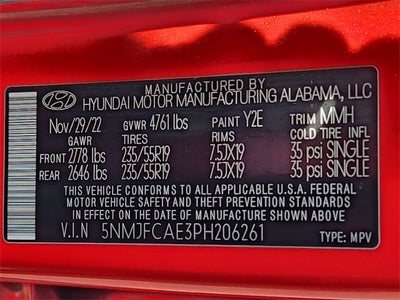 MANUFACTURED BY
HYUNDAI MOTOR MANUFACTURING ALABAMA, LLC
Nov/29/22 GVWR 4761 lbs PAINT Y2E TRIM MMH
GAWR TIRES RIMS COLD TIRE INFL
FRONT 2778 lbs 235/55R19 7.5JX19 35 psi SINGLE
REAR 2646 lbs 235/55R19 7.5JX19 35 psi SINGLE
THIS VEHICLE CONFORMS TO ALL APPLICABLE U.S.A. FEDERAL
MOTOR VEHICLE SAFETY AND THEFT PREVENTION STANDARDS
IN EFFECT ON THE DATE OF MANUFACTURE SHOWN ABOVE
V.I.N 5NMJFCAE3PH206261 TYPE: MPV